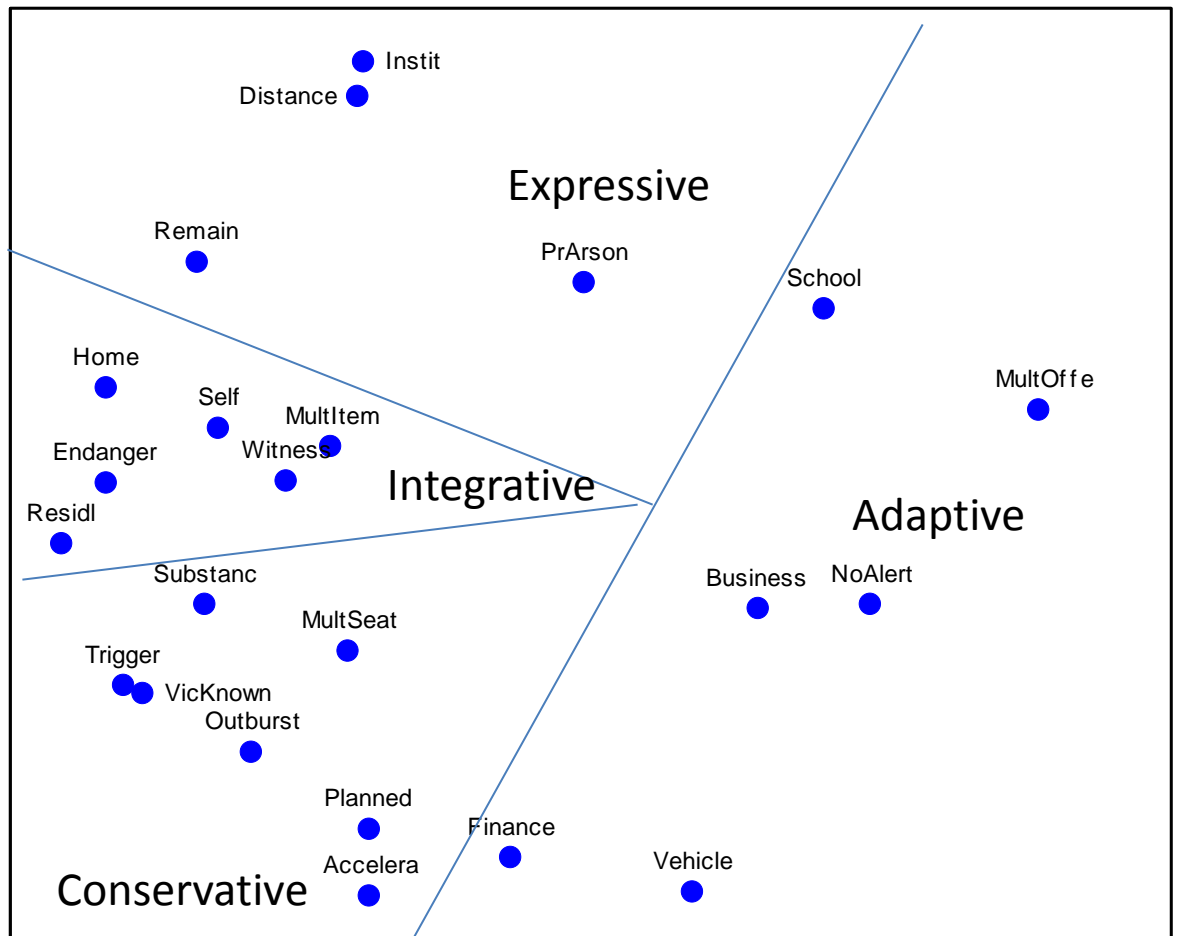 Instit
Distance
Expressive
Remain
PrArson
School
Home
MultOffe
Self
MultItem
Endanger
Witness
Integrative
Residl
Adaptive
Substanc
Business
NoAlert
MultSeat
Trigger
VicKnown
Outburst
Planned
Finance
Accelera
Vehicle
Conservative